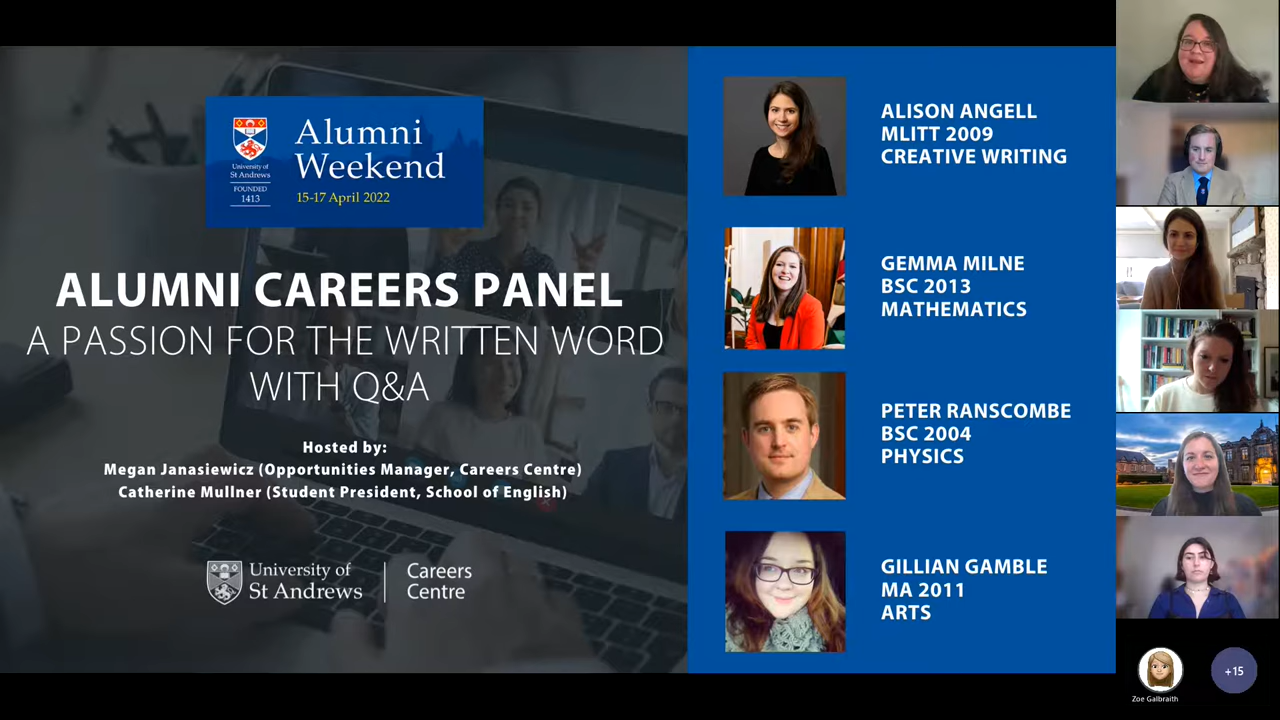 Alumni
Weekend
15-17 April 2022
University of
St Andrews
FOUNDED
1413
ALUMNI CAREERS PANEL
A PASSION FOR THE WRITTEN WORD
WITH Q&A
Hosted by:
Megan Janasiewicz (Opportunities Manager, Careers Centre)
Catherine Mullner (Student President, School of English)
University of
St Andrews
Careers
Centre
ALISON ANGELL
MLITT 2009
CREATIVE WRITING
GEMMA MILNE
BSC 2013
MATHEMATICS
PETER RANSCOMBE
BSC 2004
PHYSICS
GILLIAN GAMBLE
MA 2011
ARTS
Zoe Galbraith
+15